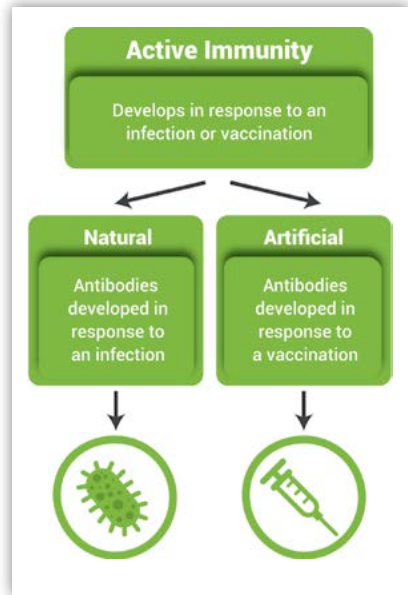 Active Immunity
Develops in response to an
infection or vaccination
Natural
Antibodies
developed in
response to
an infection
Artificial
Antibodies
developed in
response to
a vaccination